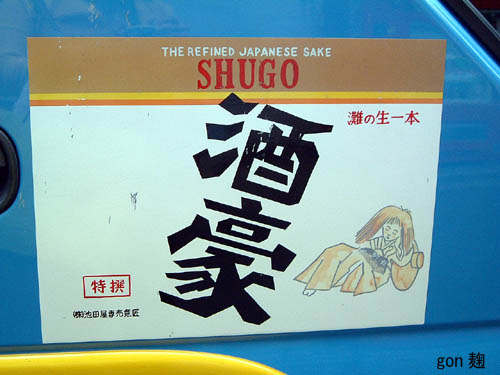 THE REFINED JAPANESE SAKE
SHUGO
灘の生一本
酒豪
特撰
gon 麹